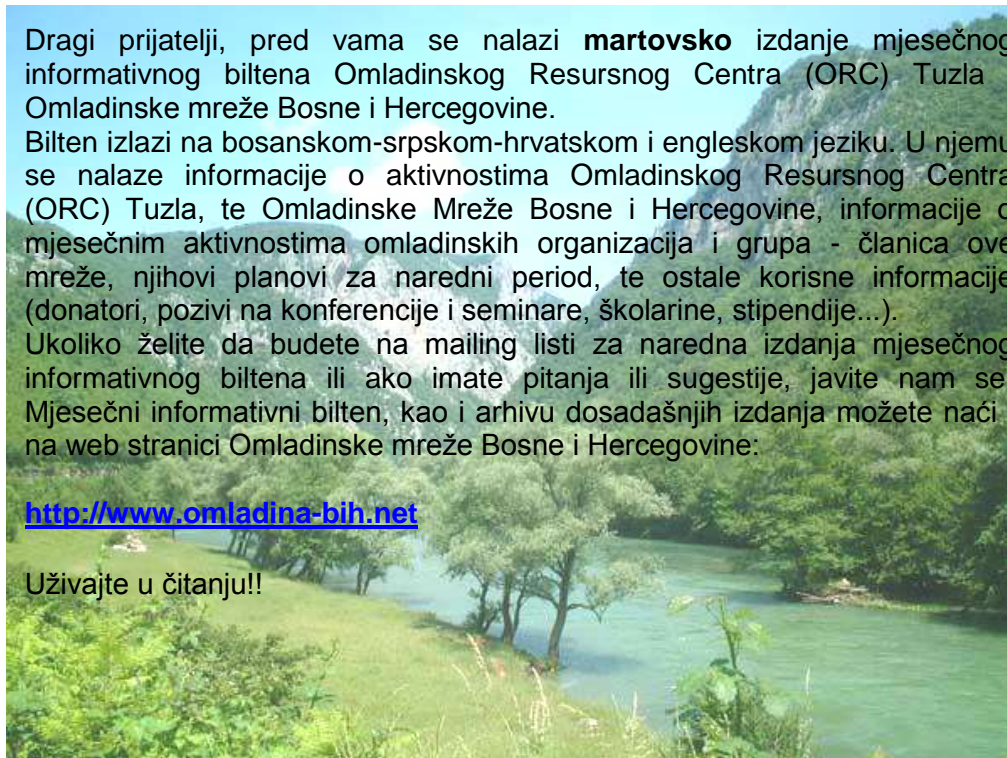 Dragi prijatelji, pred vama se nalazi martovsko izdanje mjesečnog
informativnog biltena Omladinskog Resursnog Centra (ORC) Tuzla
Omladinske mreže Bosne i Hercegovine.
Bilten izlazi na bosanskom-srpskom-hrvatskom i engleskom jeziku. U njemu
se nalaze informacije o aktivnostima Omladinskog Resursnog Centra
(ORC) Tuzla, te Omladinske Mreže Bosne i Hercegovine, informacije o
mjesečnim aktivnostima omladinskih organizacija i grupa - članica ove
mreže, njihovi planovi za naredni period, te ostale korisne informacije
(donatori, pozivi na konferencije i seminare, školarine, stipendije...).
Ukoliko želite da budete na mailing listi za naredna izdanja mjesečnog
informativnog biltena ili ako imate pitanja ili sugestije, javite nam se
Mjesečni informativni bilten, kao i arhivu dosadašnjih izdanja možete naći
na web stranici Omladinske mreže Bosne i Hercegovine:
http://www.omladina-bih.net
Uživajte u čitanju!!